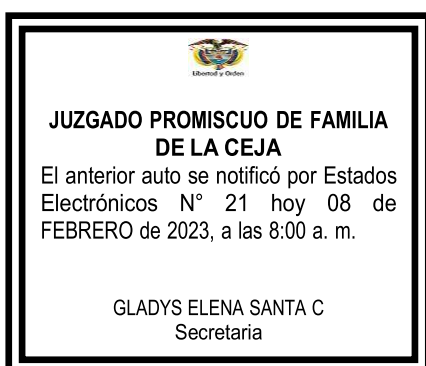 Libertad y Orden
JUZGADO PROMISCUO DE FAMILIA
DE LA CEJA
El anterior auto se notificó por Estados
Electrónicos N° 21 hoy 08 de
FEBRERO de 2023, a las 8:00 a. m.
GLADYS ELENA SANTA C
Secretaria